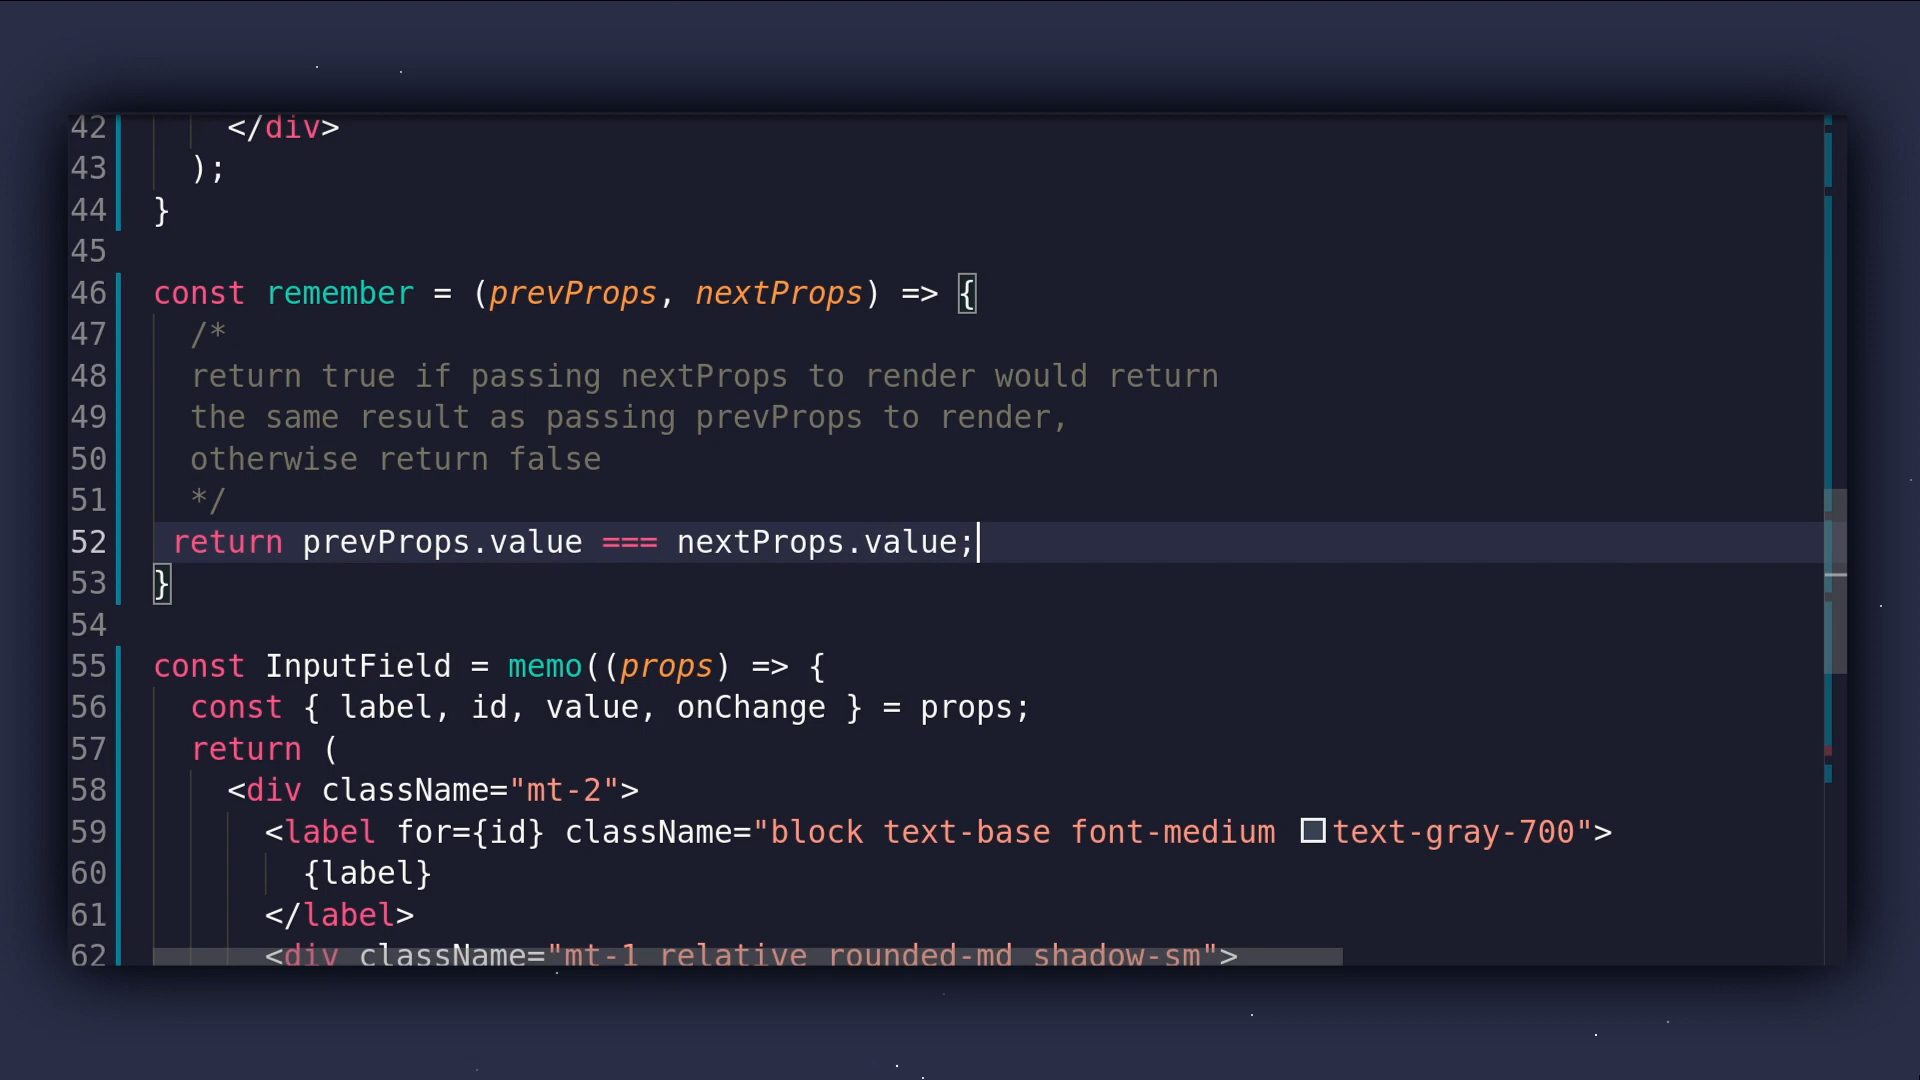 42 </div>
43 );
44 }
45
46 const remember = (prevProps, nextProps) => {
47 /*
48 return true if passing nextProps to render would return
49 the same result as passing prevProps to render,
50 otherwise return false
51 */
52 return prevProps.value === nextProps.value;
53 }
54
55 const InputField = memo((props) => {
56 const { label, id, value, onChange } = props;
57 return (
58 <div className="mt-2">
59 <label for={id} className="block text-base font-medium text-gray-700">
60 {label}
61 </label>
62 <div className="mt-1 relative rounded-md shadow-sm">